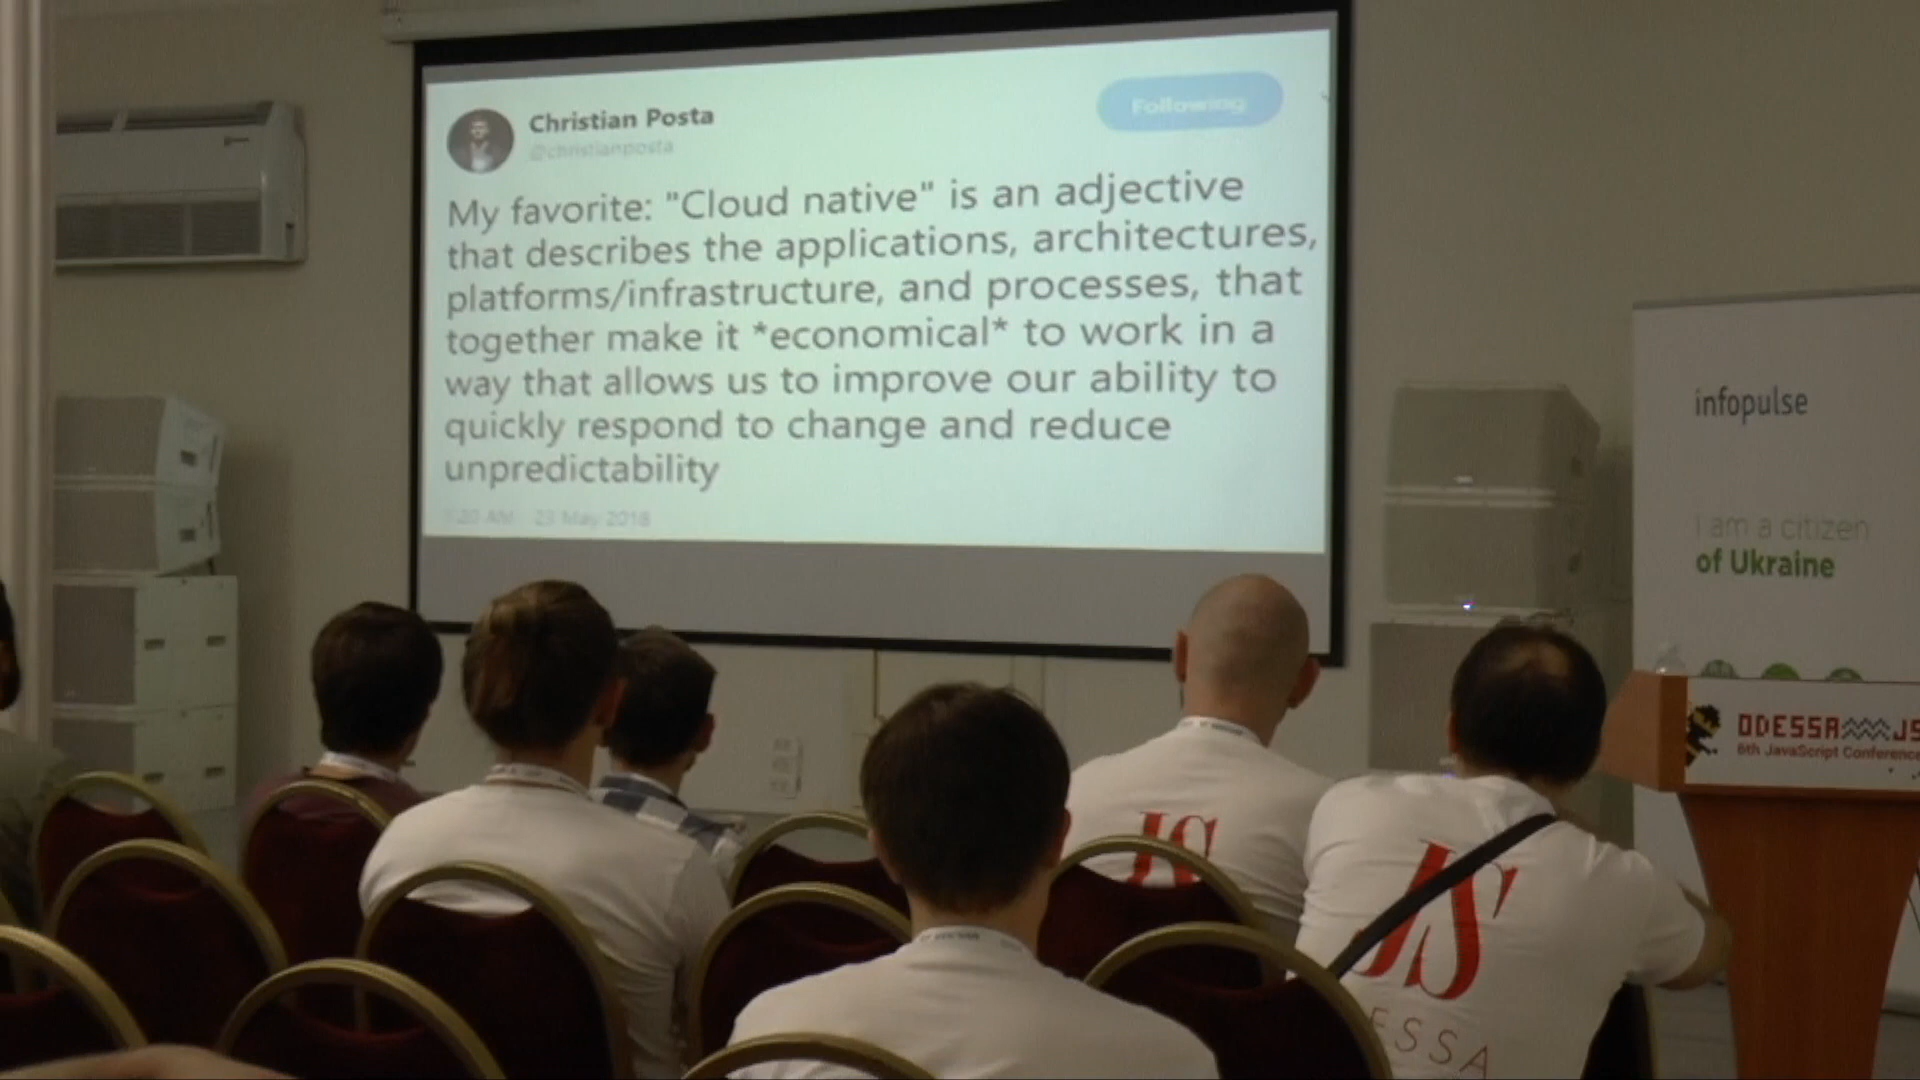 Christian Posta
@christianposta
Following
My favorite: "Cloud native" is an adjective
that describes the applications, architectures,
platforms/infrastructure, and processes, that
together make it *economical* to work in a
way that allows us to improve our ability to
quickly respond to change and reduce
unpredictability
23 May 2018
infopulse
I am a citizen
of Ukraine
ODESSA JS
6th JavaScript Conference
JS
JS
ESSA